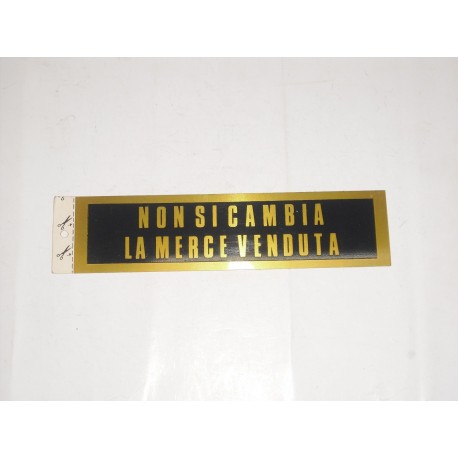 NON SI CAMBIA
LA MERCE VENDUTA